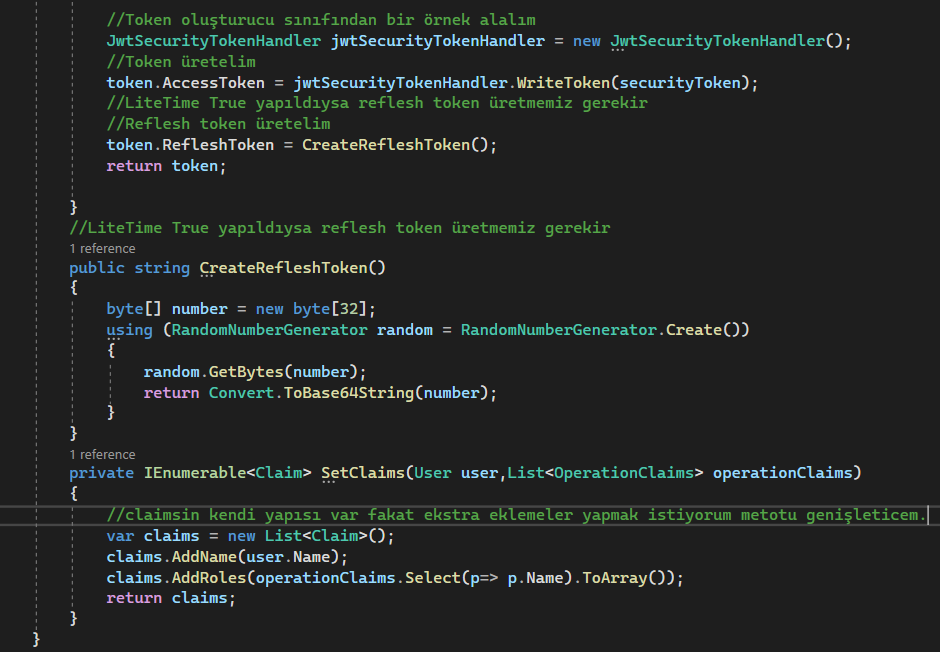 //Token oluşturucu sınıfından bir örnek alalım
JwtSecurityTokenHandler jwtSecurityTokenHandler = new JwtSecurityTokenHandler();
//Token üretelim
token.AccessToken = jwtSecurityTokenHandler.WriteToken(securityToken);
//LiteTime True yapıldıysa reflesh token üretmemiz gerekir
//Reflesh token üretelim
token.RefleshToken = CreateRefleshToken();
return token;
}
//LiteTime True yapıldıysa reflesh token üretmemiz gerekir
1 reference
public string CreateRefleshToken()
{
byte[] number = new byte[32];
using (RandomNumberGenerator random = RandomNumberGenerator.Create())
{
random.GetBytes(number);
return Convert.ToBase64String(number);
}
}
1 reference
private IEnumerable<Claim> SetClaims(User user,List<OperationClaims> operationClaims)
{
//claimsin kendi yapısı var fakat ekstra eklemeler yapmak istiyorum metotu genişleticem.
var claims = new List<Claim>();
claims.AddName(user.Name);
claims.AddRoles(operationClaims.Select(p=> p.Name).ToArray());
return claims;
}
}